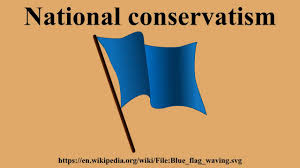 National conservatism
https://en.wikipedia.org/wiki/File:Blue_flag_waving.svg